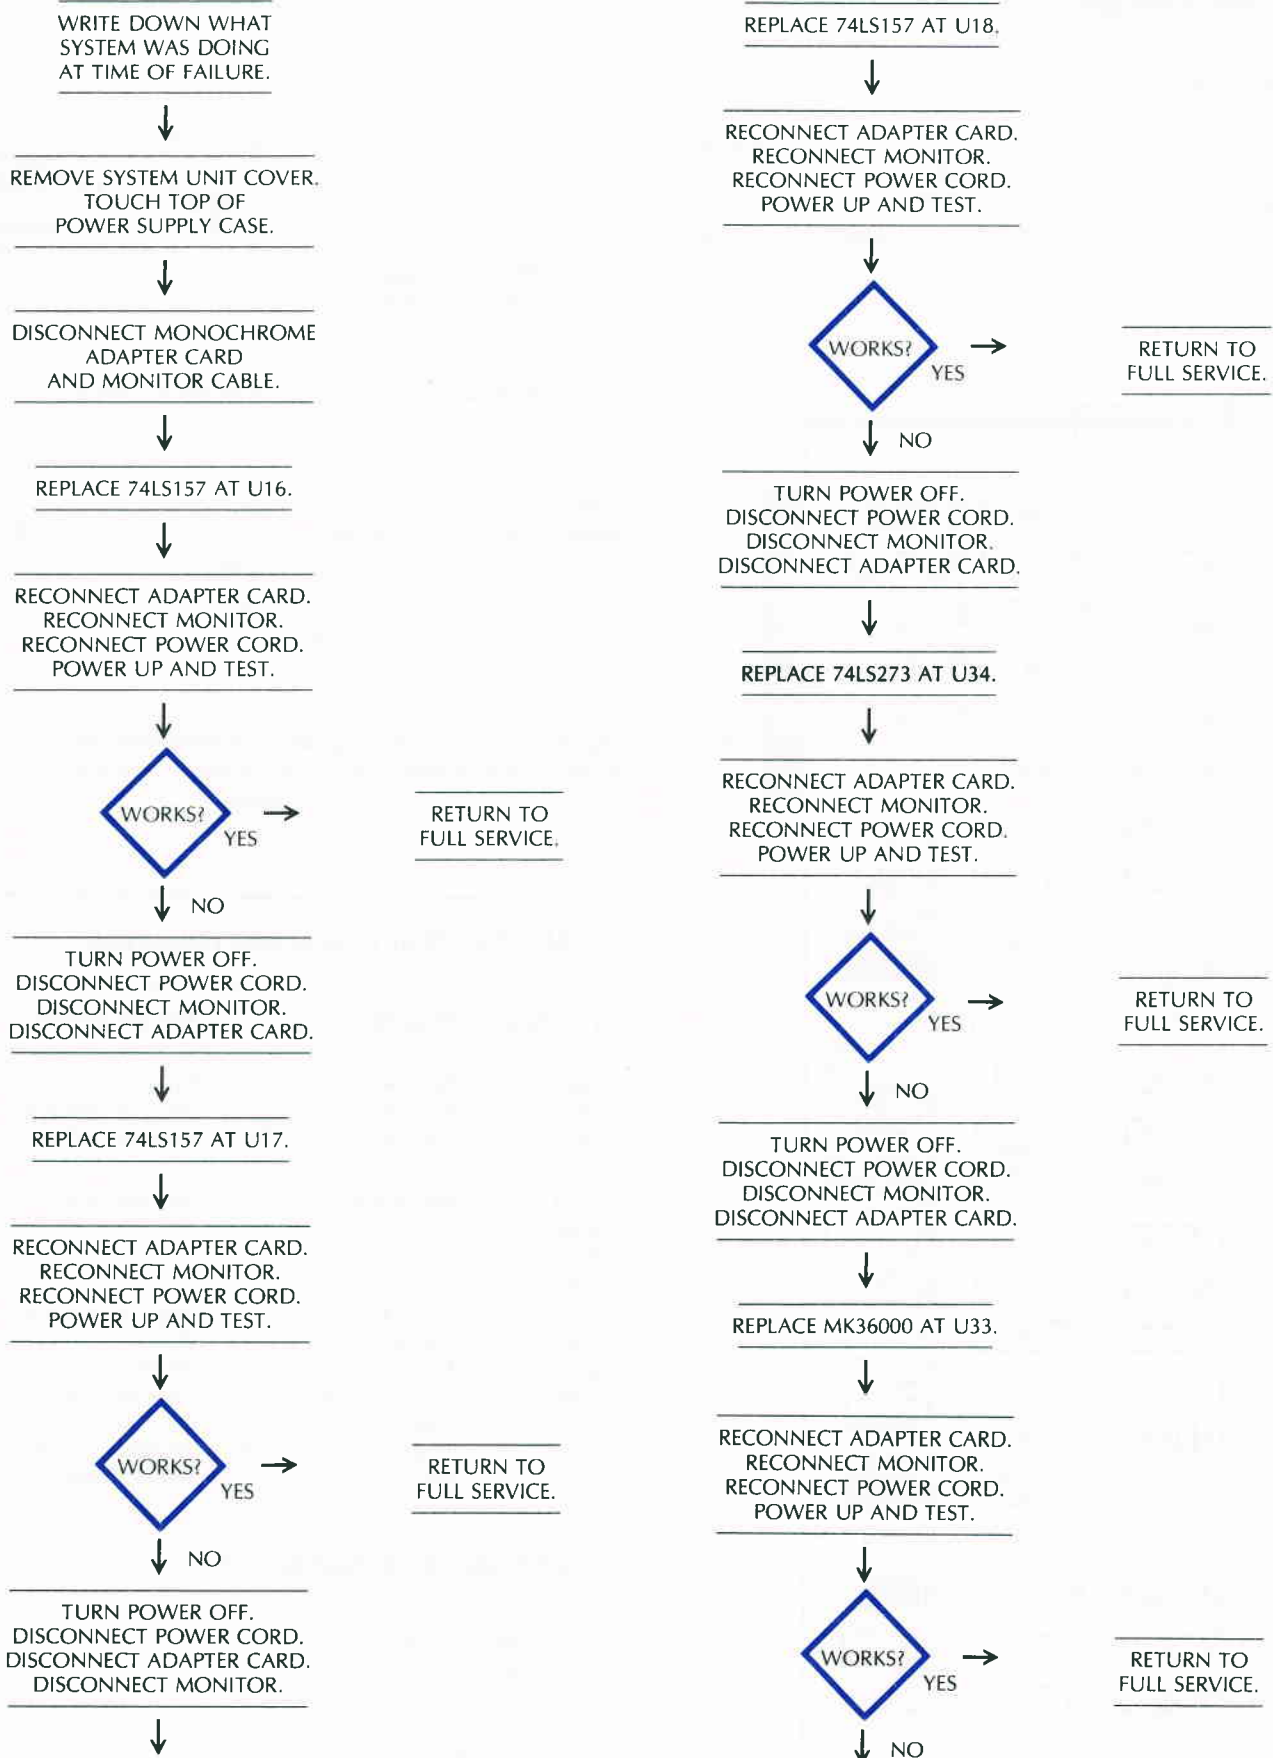 WRITE DOWN WHAT
SYSTEM WAS DOING
AT TIME OF FAILURE.
REMOVE SYSTEM UNIT COVER.
TOUCH TOP OF
POWER SUPPLY CASE.
DISCONNECT MONOCHROME
ADAPTER CARD
AND MONITOR CABLE.
REPLACE 74LS157 AT U16.
RECONNECT ADAPTER CARD.
RECONNECT MONITOR.
RECONNECT POWER CORD.
POWER UP AND TEST.
WORKS?
YES
RETURN TO
FULL SERVICE.
NO
TURN POWER OFF.
DISCONNECT POWER CORD.
DISCONNECT MONITOR.
DISCONNECT ADAPTER CARD.
REPLACE 74LS157 AT U17.
RECONNECT ADAPTER CARD.
RECONNECT MONITOR.
RECONNECT POWER CORD.
POWER UP AND TEST.
WORKS?
YES
RETURN TO
FULL SERVICE.
NO
TURN POWER OFF.
DISCONNECT POWER CORD.
DISCONNECT ADAPTER CARD.
DISCONNECT MONITOR.
REPLACE 74LS157 AT U18.
RECONNECT ADAPTER CARD.
RECONNECT MONITOR.
RECONNECT POWER CORD.
POWER UP AND TEST.
WORKS?
YES
RETURN TO
FULL SERVICE.
NO
TURN POWER OFF.
DISCONNECT POWER CORD.
DISCONNECT MONITOR.
DISCONNECT ADAPTER CARD.
REPLACE 74LS273 AT U34.
RECONNECT ADAPTER CARD.
RECONNECT MONITOR.
RECONNECT POWER CORD.
POWER UP AND TEST.
WORKS?
YES
RETURN TO
FULL SERVICE.
NO
TURN POWER OFF.
DISCONNECT POWER CORD.
DISCONNECT MONITOR.
DISCONNECT ADAPTER CARD.
REPLACE MK36000 AT U33.
RECONNECT ADAPTER CARD.
RECONNECT MONITOR.
RECONNECT POWER CORD.
POWER UP AND TEST.
WORKS?
YES
RETURN TO
FULL SERVICE.
NO